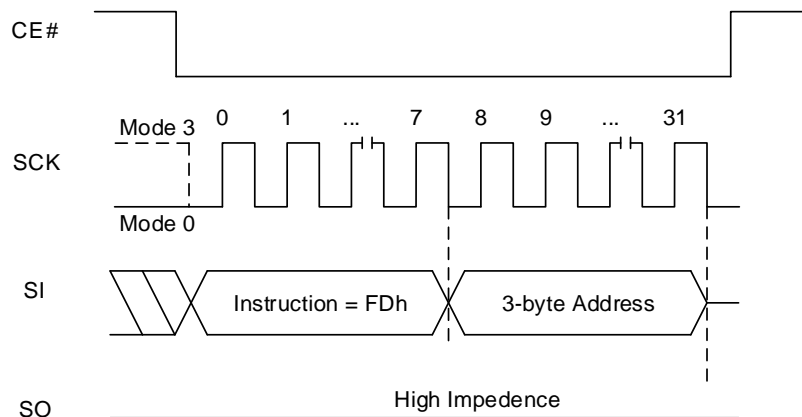 CE#
Mode 3
0 1 ... 7 8 9 ... 31
SCK
Mode 0
SI
Instruction = FDh
3-byte Address
High Impedence
SO